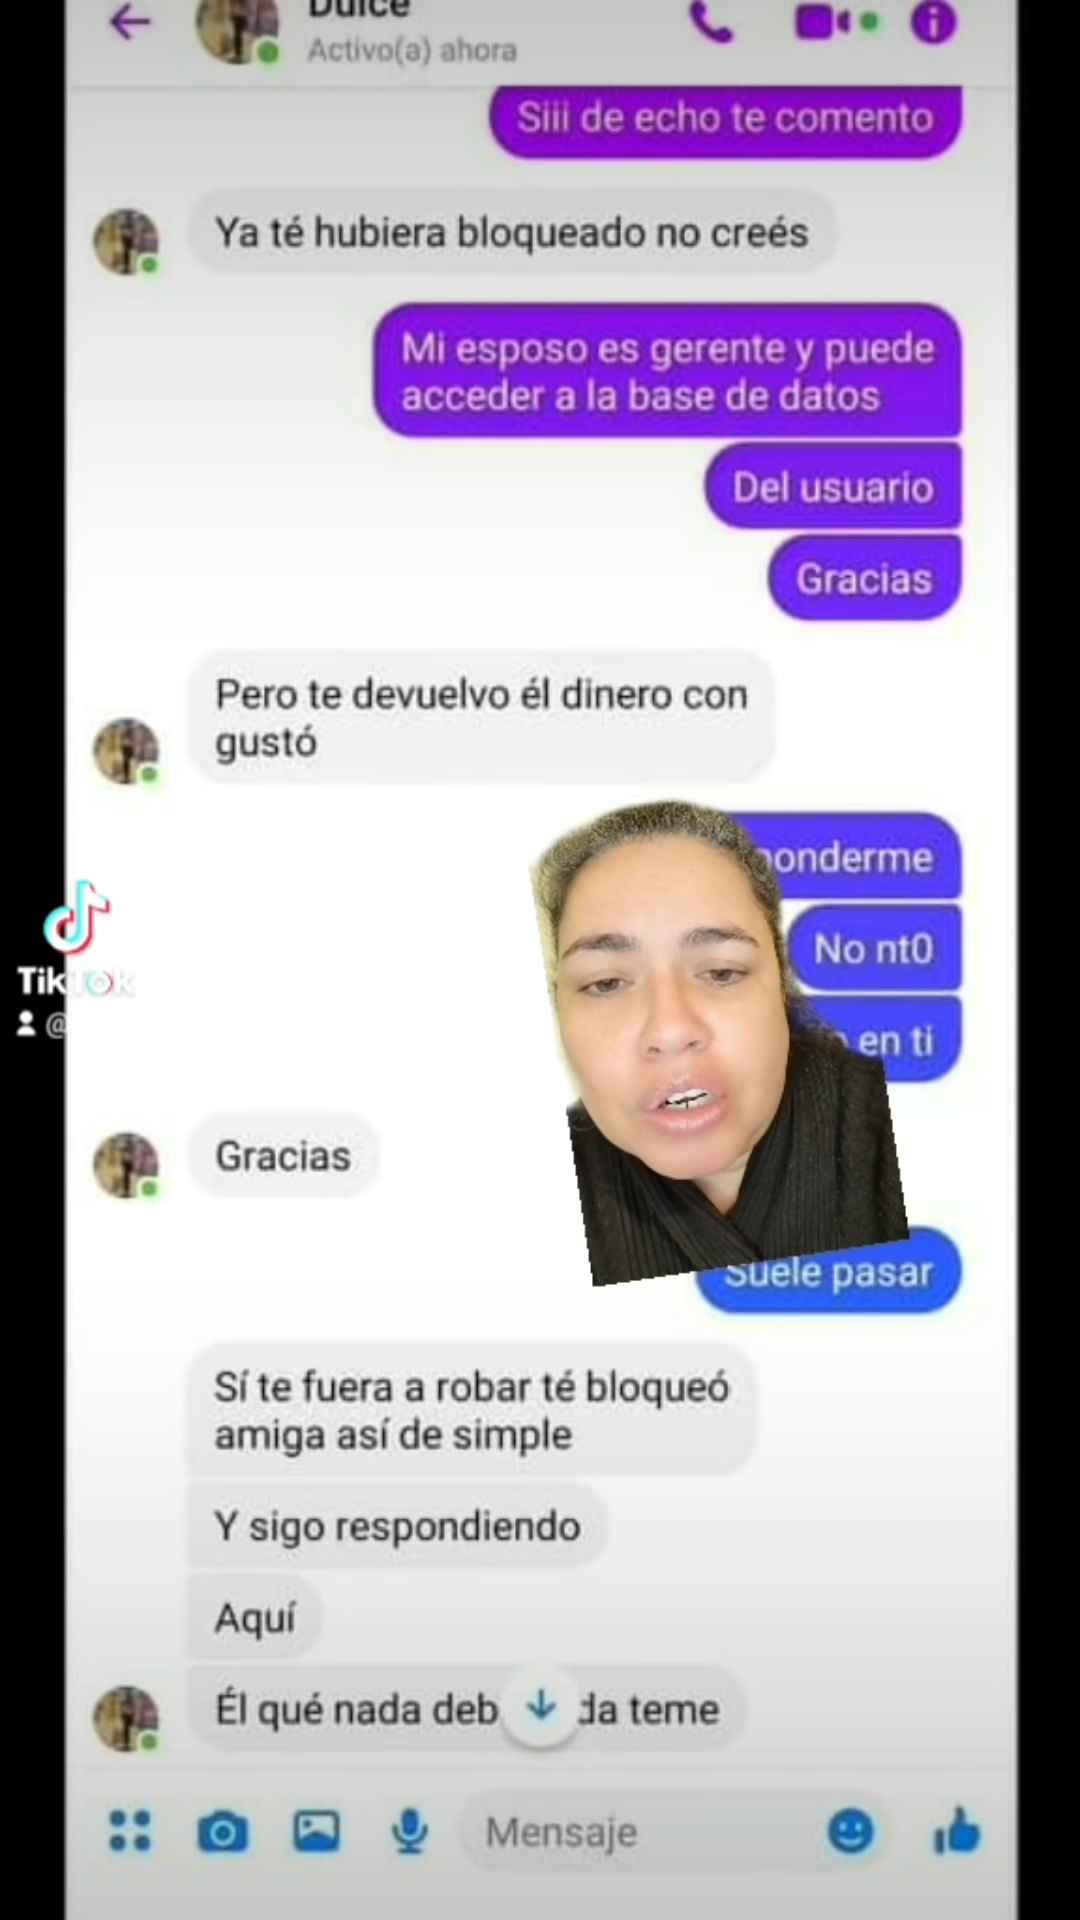 Dulce
Activo(a) ahora
Siii de echo te comento
Ya té hubiera bloqueado no creés
Mi esposo es gerente y puede
acceder a la base de datos
Del usuario
Gracias
Pero te devuelvo él dinero con
gustó
ponderme
No nt0
en ti
TikTok
@
Gracias
Suele pasar
Sí te fuera a robar té bloqueó
amiga así de simple
Y sigo respondiendo
Aquí
Él qué nada deb da teme
Mensaje